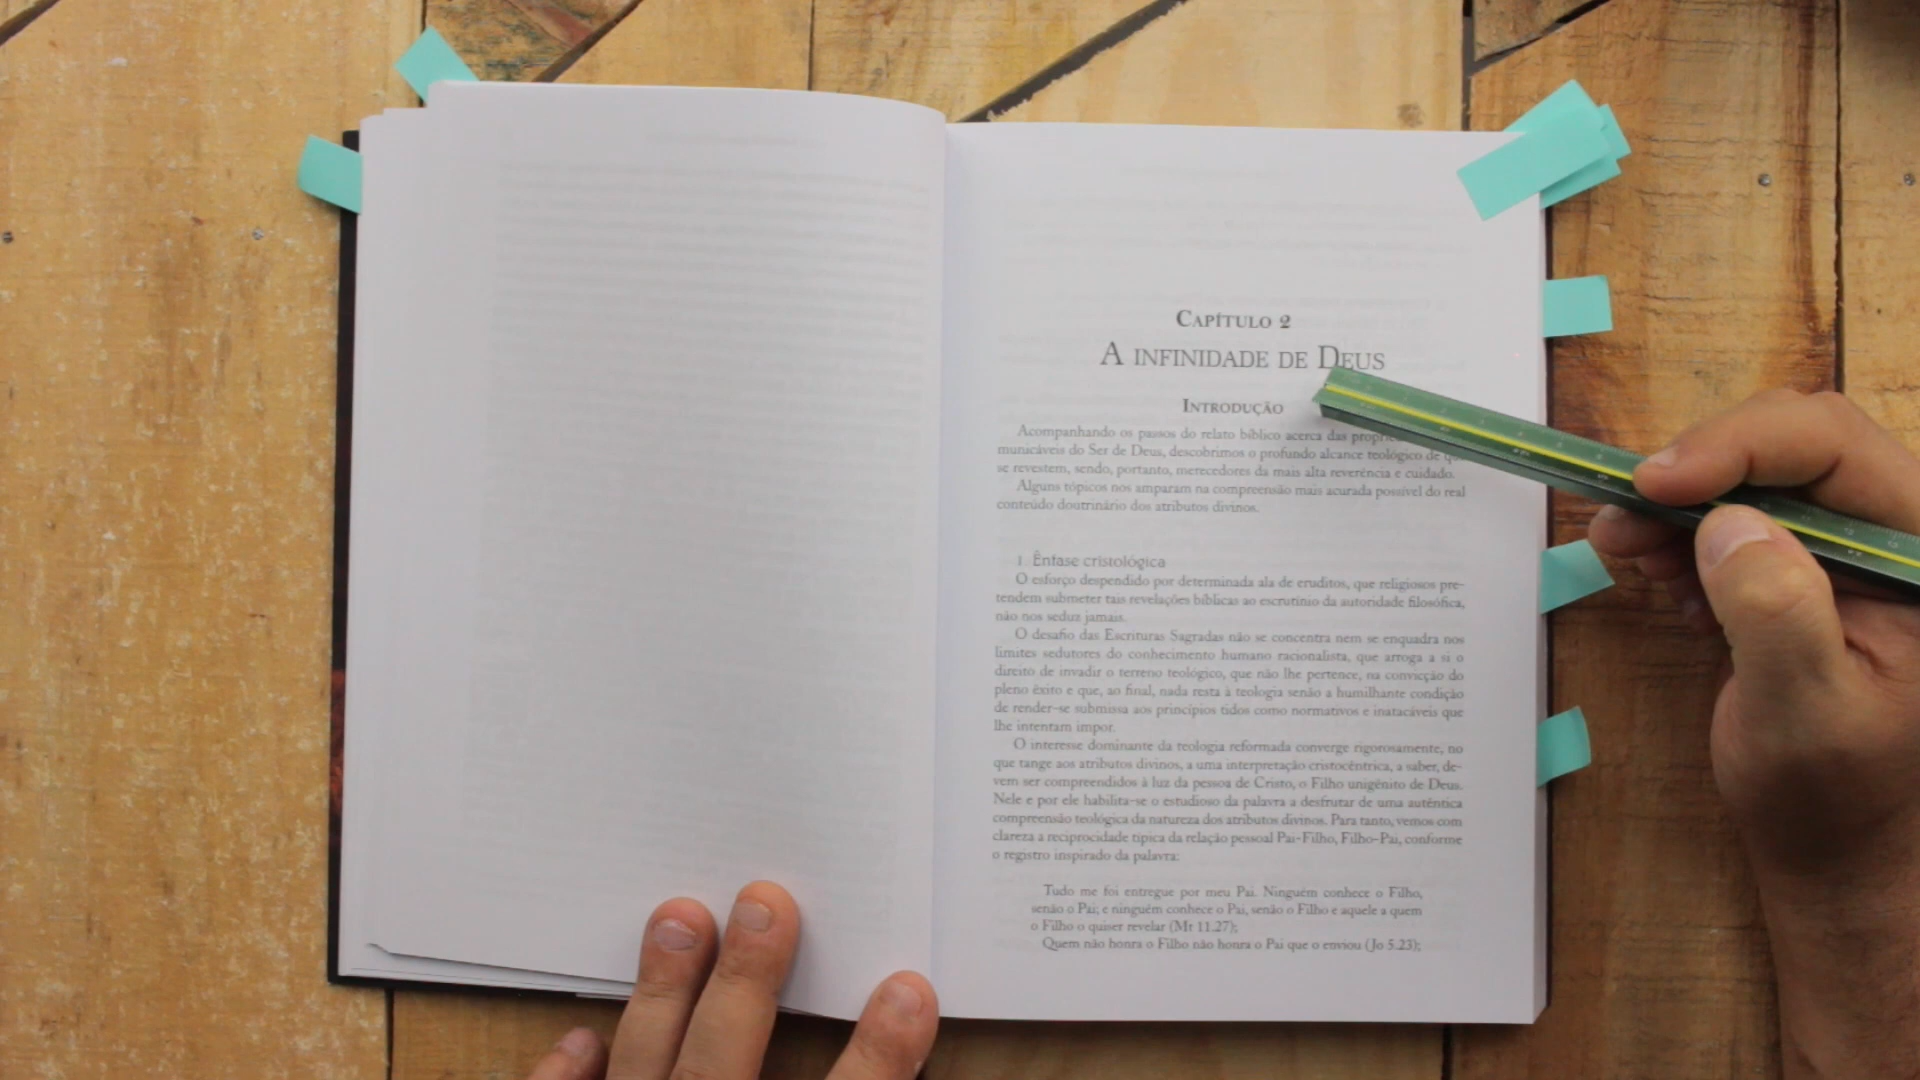 Capítulo 2
A infinidade de Deus
Introdução
Acompanhando os passos do relato bíblico acerca das
municáveis do Ser de Deus, descobrimos o profundo alcance teológico de
se revestem, sendo, portanto, merecedores da mais alta reverência e cuidado.
Alguns tópicos nos amparam na compreensão mais acurada possível do real
conteúdo doutrinário dos atributos divinos.
1 Ênfase cristológica
O esforço despendido por determinada ala de eruditos, que religiosos pre-
tendem submeter tais revelações bíblicas ao escrutínio da autoridade filosófica,
não nos seduz jamais.
O desafio das Escrituras Sagradas não se concentra nem se enquadra nos
limites sedutores do conhecimento humano racionalista, que arroga a si o
direito de invadir o terreno teológico, que não lhe pertence, na convicção do
pleno êxito e que, ao final, nada resta à teologia senão a humilhante condição
de render-se submissa aos princípios tidos como normativos e inatacáveis que
lhe intentam impor.
O interesse dominante da teologia reformada converge rigorosamente, no
que tange aos atributos divinos, a uma interpretação cristocêntrica, a saber, de-
vem ser compreendidos à luz da pessoa de Cristo, o Filho unigênito de Deus.
Nele e por ele habilita-se o estudioso da palavra a desfrutar de uma autêntica
compreensão teológica da natureza dos atributos divinos. Para tanto, vemos com
clareza a reciprocidade típica da relação pessoal Pai-Filho, Filho-Pai, conforme
o registro inspirado da palavra:
Tudo me foi entregue por meu Pai. Ninguém conhece o Filho,
senão o Pai; e ninguém conhece o Pai, senão o Filho e aquele a quem
o Filho o quiser revelar (Mt 11.27);
Quem não honra o Filho não honra o Pai que o enviou (Jo 5.23);